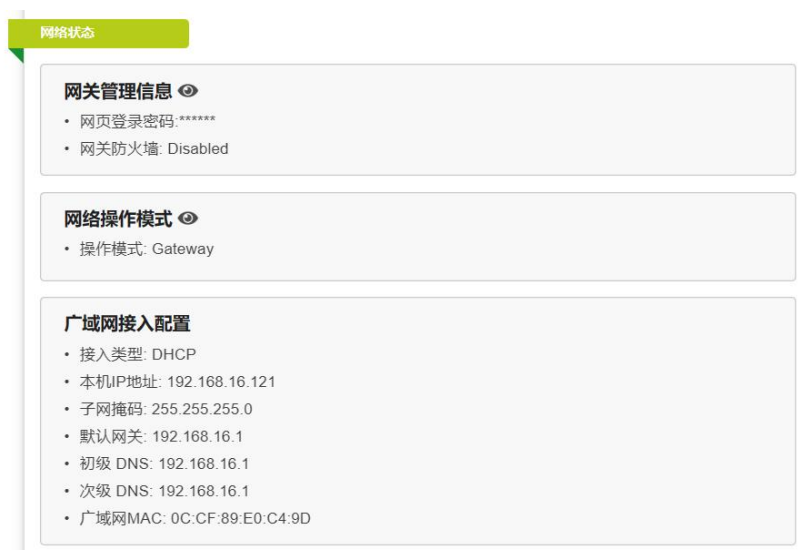 网络状态
网关管理信息
• 网页登录密码:******
• 网关防火墙: Disabled
网络操作模式
• 操作模式: Gateway
广域网接入配置
• 接入类型: DHCP
• 本机IP地址: 192.168.16.121
• 子网掩码: 255.255.255.0
• 默认网关: 192.168.16.1
• 初级 DNS: 192.168.16.1
• 次级 DNS: 192.168.16.1
• 广域网MAC: 0C:CF:89:E0:C4:9D